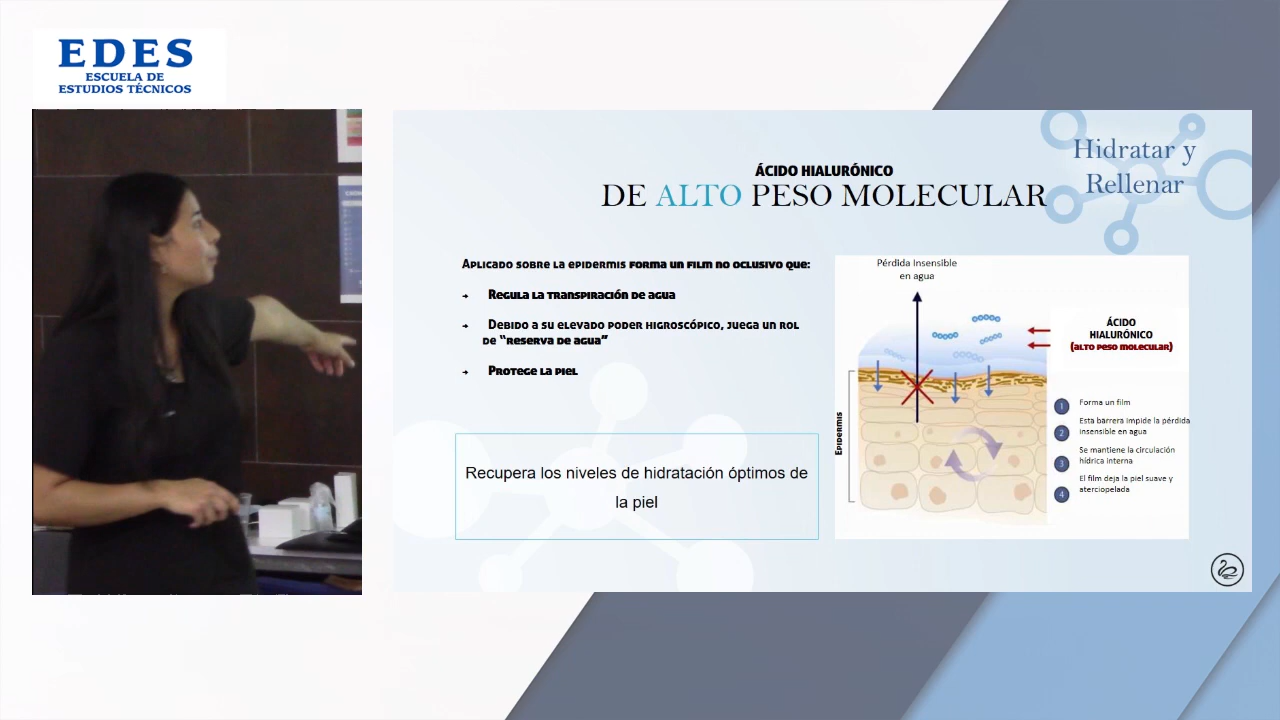 EDES
ESCUELA DE
ESTUDIOS TÉCNICOS
Hidratar y
Rellenar
ÁCIDO HIALURÓNICO
DE ALTO PESO MOLECULAR
Aplicado sobre la epidermis forma un film no oclusivo que:
→ Regula la transpiración de agua
→ Debido a su elevado poder higroscópico, juega un rol
de “reserva de agua”
→ Protege la piel
Recupera los niveles de hidratación óptimos de
la piel
Pérdida Insensible
en agua
ÁCIDO
HIALURÓNICO
(alto peso molecular)
Epidermis
1 Forma un film
2 Esta barrera impide la pérdida
insensible en agua
3 Se mantiene la circulación
hídrica interna
4 El film deja la piel suave y
aterciopelada